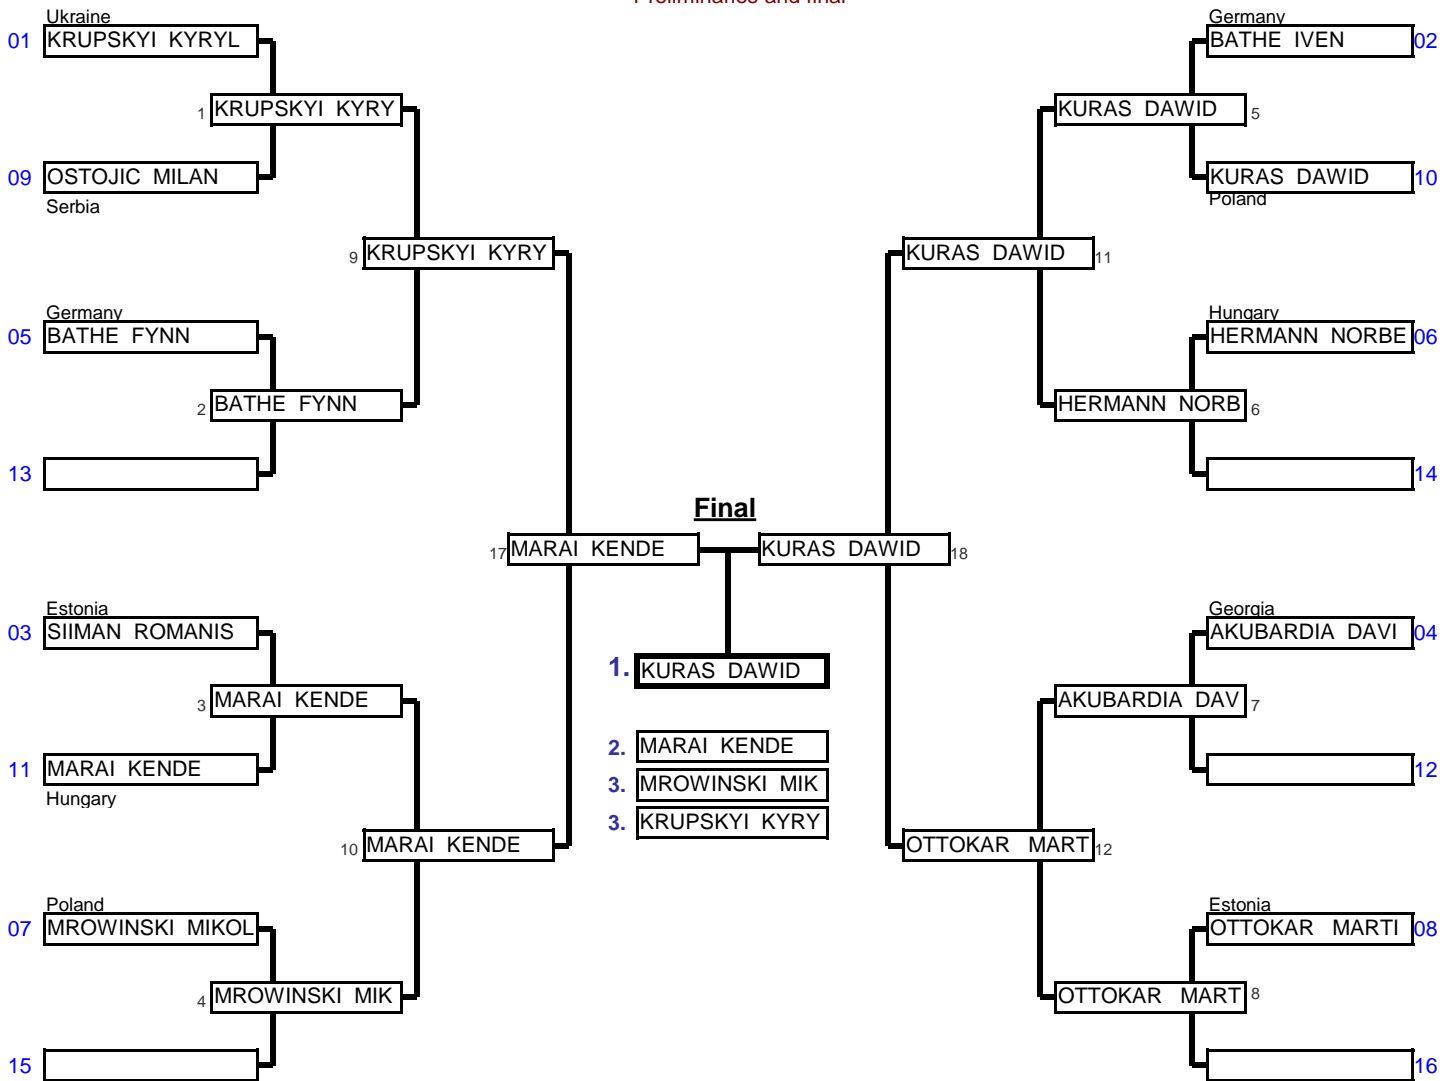 Preliminaries and final
Ukraine
Germany
01 KRUPSKYI KYRYL
BATHE IVEN 02
1 KRUPSKYI KYRY
KURAS DAWID 5
09 OSTOJIC MILAN
KURAS DAWID 10
Serbia
Poland
9 KRUPSKYI KYRY
KURAS DAWID 11
Germany
Hungary
05 BATHE FYNN
HERMANN NORBE 06
2 BATHE FYNN
HERMANN NORB 6
13
14
Final
17 MARAI KENDE
KURAS DAWID 18
Estonia
Georgia
03 SIIMAN ROMANIS
AKUBARDIA DAVI 04
1. KURAS DAWID
3 MARAI KENDE
AKUBARDIA DAV 7
2. MARAI KENDE
11 MARAI KENDE
12
3. MROWINSKI MIK
Hungary
3. KRUPSKYI KYRY
10 MARAI KENDE
OTTOKAR MART 12
Poland
Estonia
07 MROWINSKI MIKOL
OTTOKAR MARTI 08
4 MROWINSKI MIK
OTTOKAR MART 8
15
16